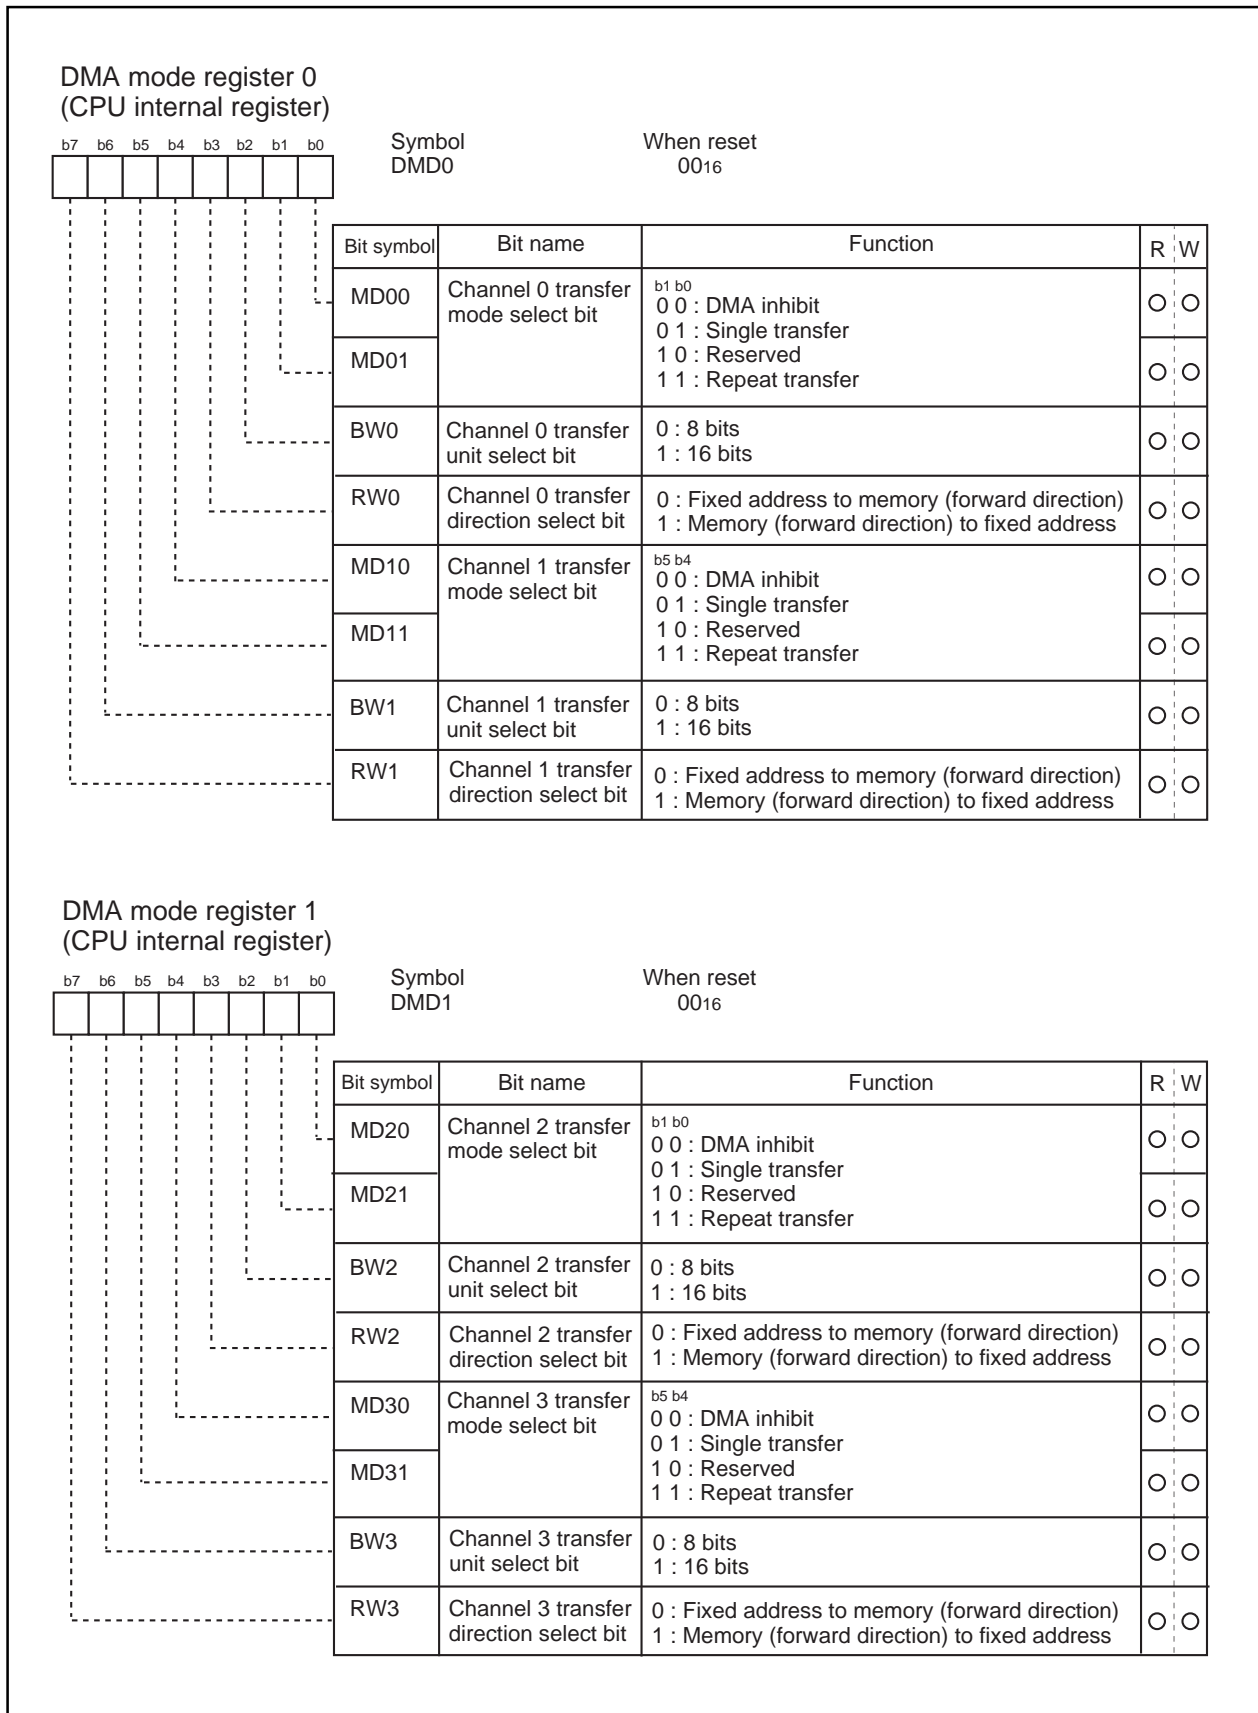 DMA mode register 0
(CPU internal register)
b7 b6 b5 b4 b3 b2 b1 b0
Symbol When reset
DMD0 0016
Bit symbol Bit name Function R W
MD00 Channel 0 transfer mode select bit
b1 b0
0 0 : DMA inhibit
0 1 : Single transfer
1 0 : Reserved
1 1 : Repeat transfer
MD01
BW0 Channel 0 transfer unit select bit
0 : 8 bits
1 : 16 bits
RW0 Channel 0 transfer direction select bit
0 : Fixed address to memory (forward direction)
1 : Memory (forward direction) to fixed address
MD10 Channel 1 transfer mode select bit
b5 b4
0 0 : DMA inhibit
0 1 : Single transfer
1 0 : Reserved
1 1 : Repeat transfer
MD11
BW1 Channel 1 transfer unit select bit
0 : 8 bits
1 : 16 bits
RW1 Channel 1 transfer direction select bit
0 : Fixed address to memory (forward direction)
1 : Memory (forward direction) to fixed address
DMA mode register 1
(CPU internal register)
b7 b6 b5 b4 b3 b2 b1 b0
Symbol When reset
DMD1 0016
Bit symbol Bit name Function R W
MD20 Channel 2 transfer mode select bit
b1 b0
0 0 : DMA inhibit
0 1 : Single transfer
1 0 : Reserved
1 1 : Repeat transfer
MD21
BW2 Channel 2 transfer unit select bit
0 : 8 bits
1 : 16 bits
RW2 Channel 2 transfer direction select bit
0 : Fixed address to memory (forward direction)
1 : Memory (forward direction) to fixed address
MD30 Channel 3 transfer mode select bit
b5 b4
0 0 : DMA inhibit
0 1 : Single transfer
1 0 : Reserved
1 1 : Repeat transfer
MD31
BW3 Channel 3 transfer unit select bit
0 : 8 bits
1 : 16 bits
RW3 Channel 3 transfer direction select bit
0 : Fixed address to memory (forward direction)
1 : Memory (forward direction) to fixed address